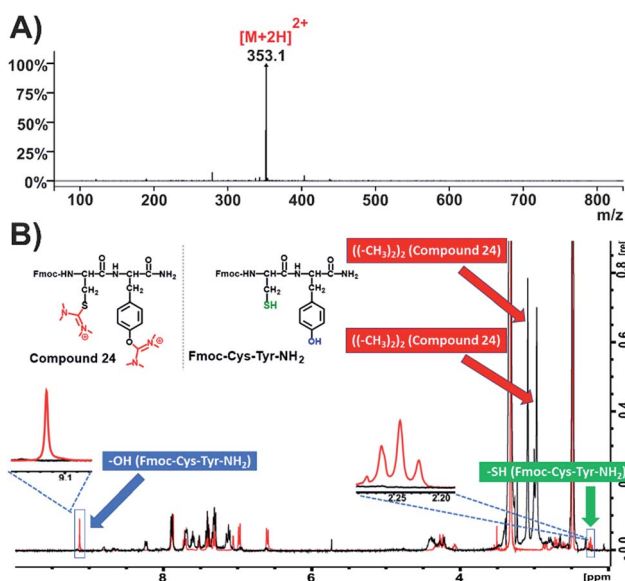 A)
[M+2H]2+
353.1
100%
75%
50%
25%
0%
100 200 300 400 500 600 700 800
m/z
B)
((-CH3)2)2 (Compound 24)
((-CH3)2)2 (Compound 24)
Fmoc-HN
O
H
N
O
NH2
CH2
S
N
N⊕
O
N⊕
N
Compound 24
Fmoc-HN
O
H
N
O
NH2
CH2
SH
OH
Fmoc-Cys-Tyr-NH2
9.1
-OH (Fmoc-Cys-Tyr-NH2)
2.25 2.20
-SH (Fmoc-Cys-Tyr-NH2)
0.8
0.6
0.4
0.2
-0.0
8 6 4 2 [ppm